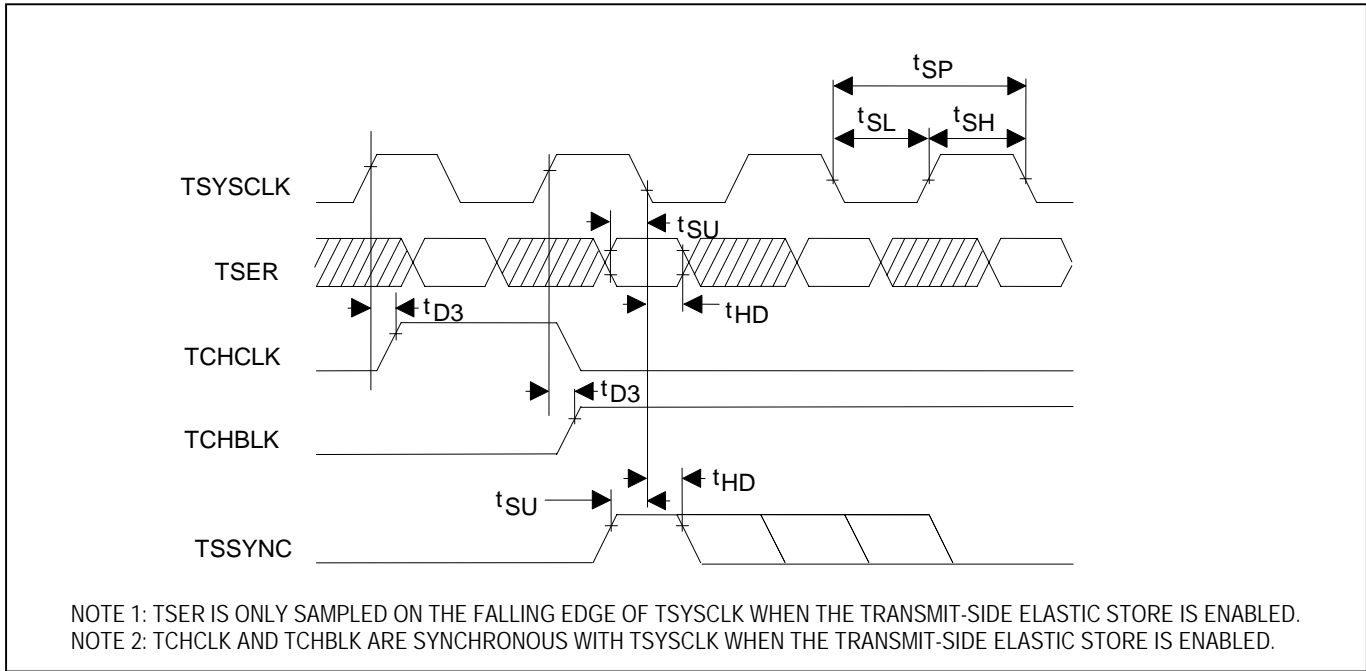 tSP
tSL tSH
TSYSCLK
tSU
TSER
tD3 tHD
TCHCLK
tD3
TCHBLK
tHD
tSU
TSSYNC
NOTE 1: TSER IS ONLY SAMPLED ON THE FALLING EDGE OF TSYSCLK WHEN THE TRANSMIT-SIDE ELASTIC STORE IS ENABLED.
NOTE 2: TCHCLK AND TCHBLK ARE SYNCHRONOUS WITH TSYSCLK WHEN THE TRANSMIT-SIDE ELASTIC STORE IS ENABLED.